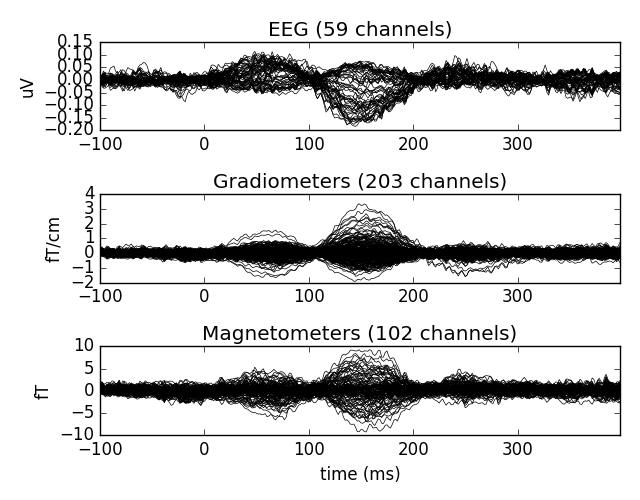 EEG (59 channels)
0.15
0.10
0.05
0.00
−0.05
−0.10
−0.15
−0.20
uV
−100 0 100 200 300
Gradiometers (203 channels)
4
3
2
1
0
−1
−2
fT/cm
−100 0 100 200 300
Magnetometers (102 channels)
10
5
0
−5
−10
fT
−100 0 100 200 300
time (ms)